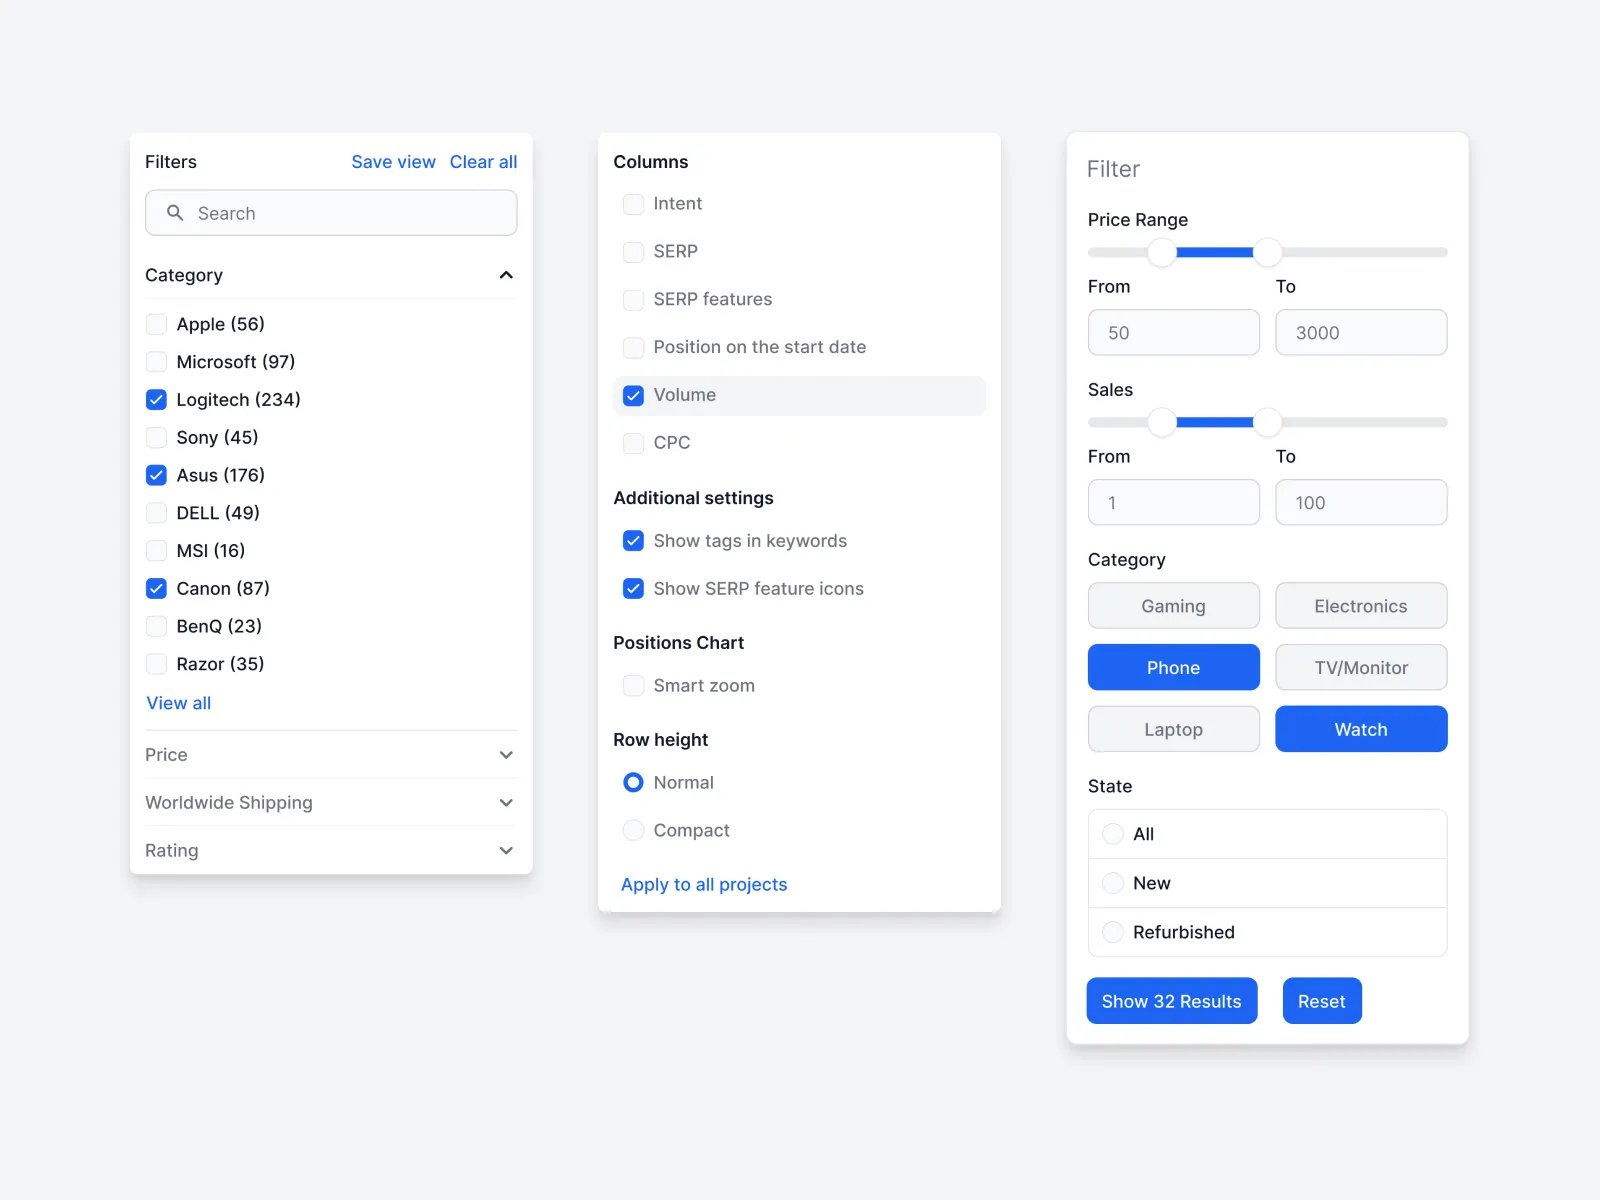 Filters
Save view
Clear all
Search
Category
Apple (56)
Microsoft (97)
Logitech (234)
Sony (45)
Asus (176)
DELL (49)
MSI (16)
Canon (87)
BenQ (23)
Razor (35)
View all
Price
Worldwide Shipping
Rating
Columns
Intent
SERP
SERP features
Position on the start date
Volume
CPC
Additional settings
Show tags in keywords
Show SERP feature icons
Positions Chart
Smart zoom
Row height
Normal
Compact
Apply to all projects
Filter
Price Range
From
To
50
3000
Sales
From
To
1
100
Category
Gaming
Electronics
Phone
TV/Monitor
Laptop
Watch
State
All
New
Refurbished
Show 32 Results
Reset